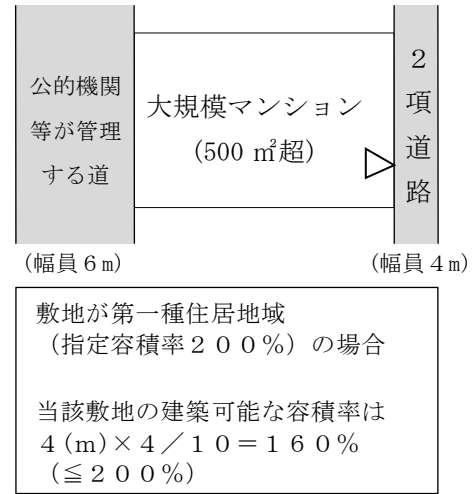 公的機関
等が管理
する道
大規模マンション
(500 ㎡超)
2
項
道
路
(幅員6m)
(幅員4m)
敷地が第一種住居地域
（指定容積率２００％）の場合
当該敷地の建築可能な容積率は
４(ｍ)×４／１０＝１６０％
（≦２００％）